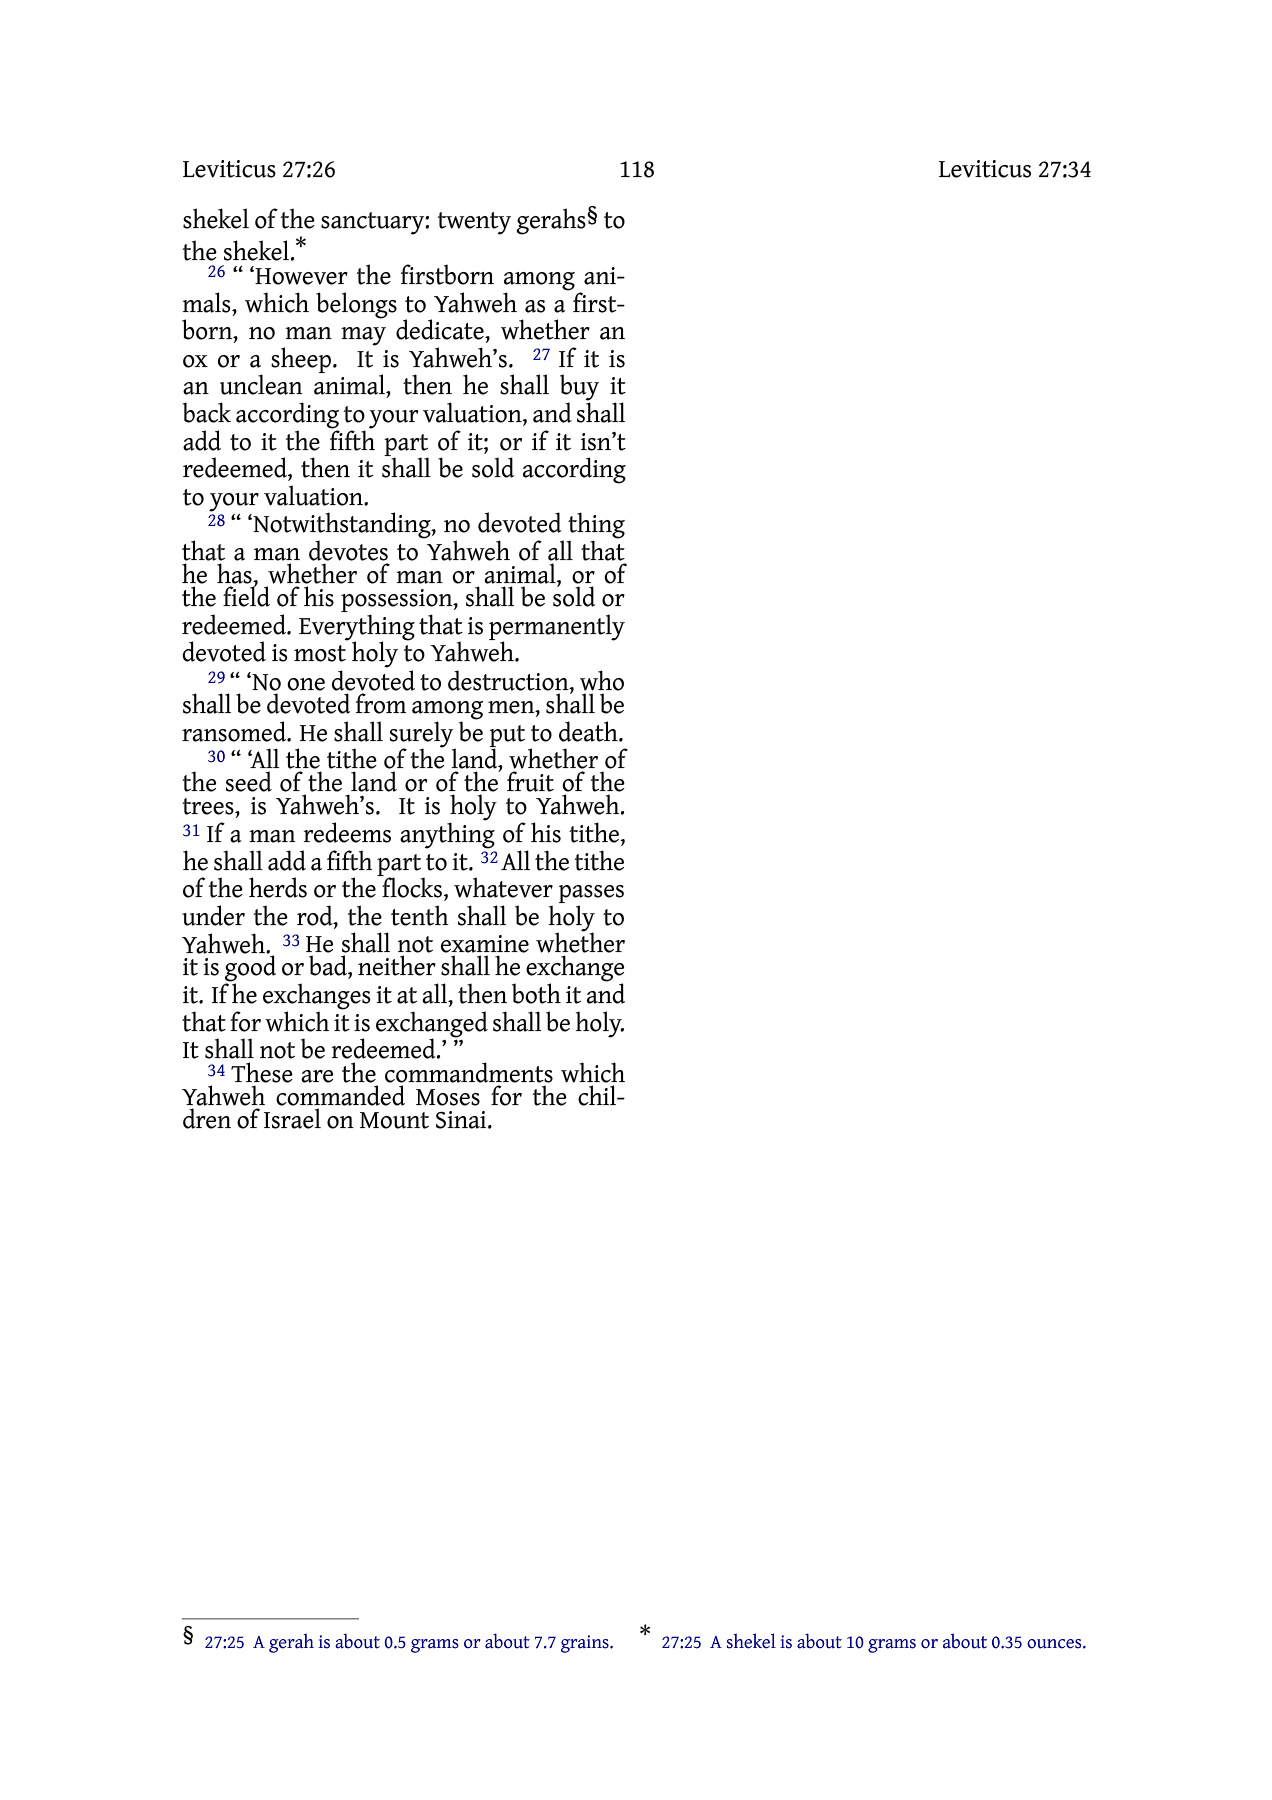 Leviticus 27:26 118 Leviticus 27:34
shekel of the sanctuary: twenty gerahs§ to
the shekel.*
26 “ ‘However the firstborn among ani-
mals, which belongs to Yahweh as a first-
born, no man may dedicate, whether an
ox or a sheep. It is Yahweh’s. 27 If it is
an unclean animal, then he shall buy it
back according to your valuation, and shall
add to it the fifth part of it; or if it isn’t
redeemed, then it shall be sold according
to your valuation.
28 “ ‘Notwithstanding, no devoted thing
that a man devotes to Yahweh of all that
he has, whether of man or animal, or of
the field of his possession, shall be sold or
redeemed. Everything that is permanently
devoted is most holy to Yahweh.
29 “ ‘No one devoted to destruction, who
shall be devoted from among men, shall be
ransomed. He shall surely be put to death.
30 “ ‘All the tithe of the land, whether of
the seed of the land or of the fruit of the
trees, is Yahweh’s. It is holy to Yahweh.
31 If a man redeems anything of his tithe,
he shall add a fifth part to it. 32 All the tithe
of the herds or the flocks, whatever passes
under the rod, the tenth shall be holy to
Yahweh. 33 He shall not examine whether
it is good or bad, neither shall he exchange
it. If he exchanges it at all, then both it and
that for which it is exchanged shall be holy.
It shall not be redeemed.’ ”
34 These are the commandments which
Yahweh commanded Moses for the chil-
dren of Israel on Mount Sinai.
§ 27:25 A gerah is about 0.5 grams or about 7.7 grains. * 27:25 A shekel is about 10 grams or about 0.35 ounces.